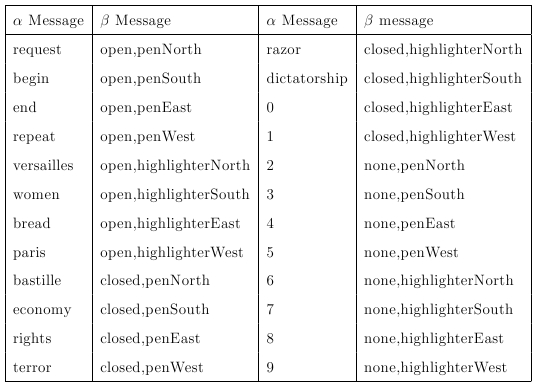 α Message β Message α Message β message
request open,penNorth razor closed,highlighterNorth
begin open,penSouth dictatorship closed,highlighterSouth
end open,penEast 0 closed,highlighterEast
repeat open,penWest 1 closed,highlighterWest
versailles open,highlighterNorth 2 none,penNorth
women open,highlighterSouth 3 none,penSouth
bread open,highlighterEast 4 none,penEast
paris open,highlighterWest 5 none,penWest
bastille closed,penNorth 6 none,highlighterNorth
economy closed,penSouth 7 none,highlighterSouth
rights closed,penEast 8 none,highlighterEast
terror closed,penWest 9 none,highlighterWest